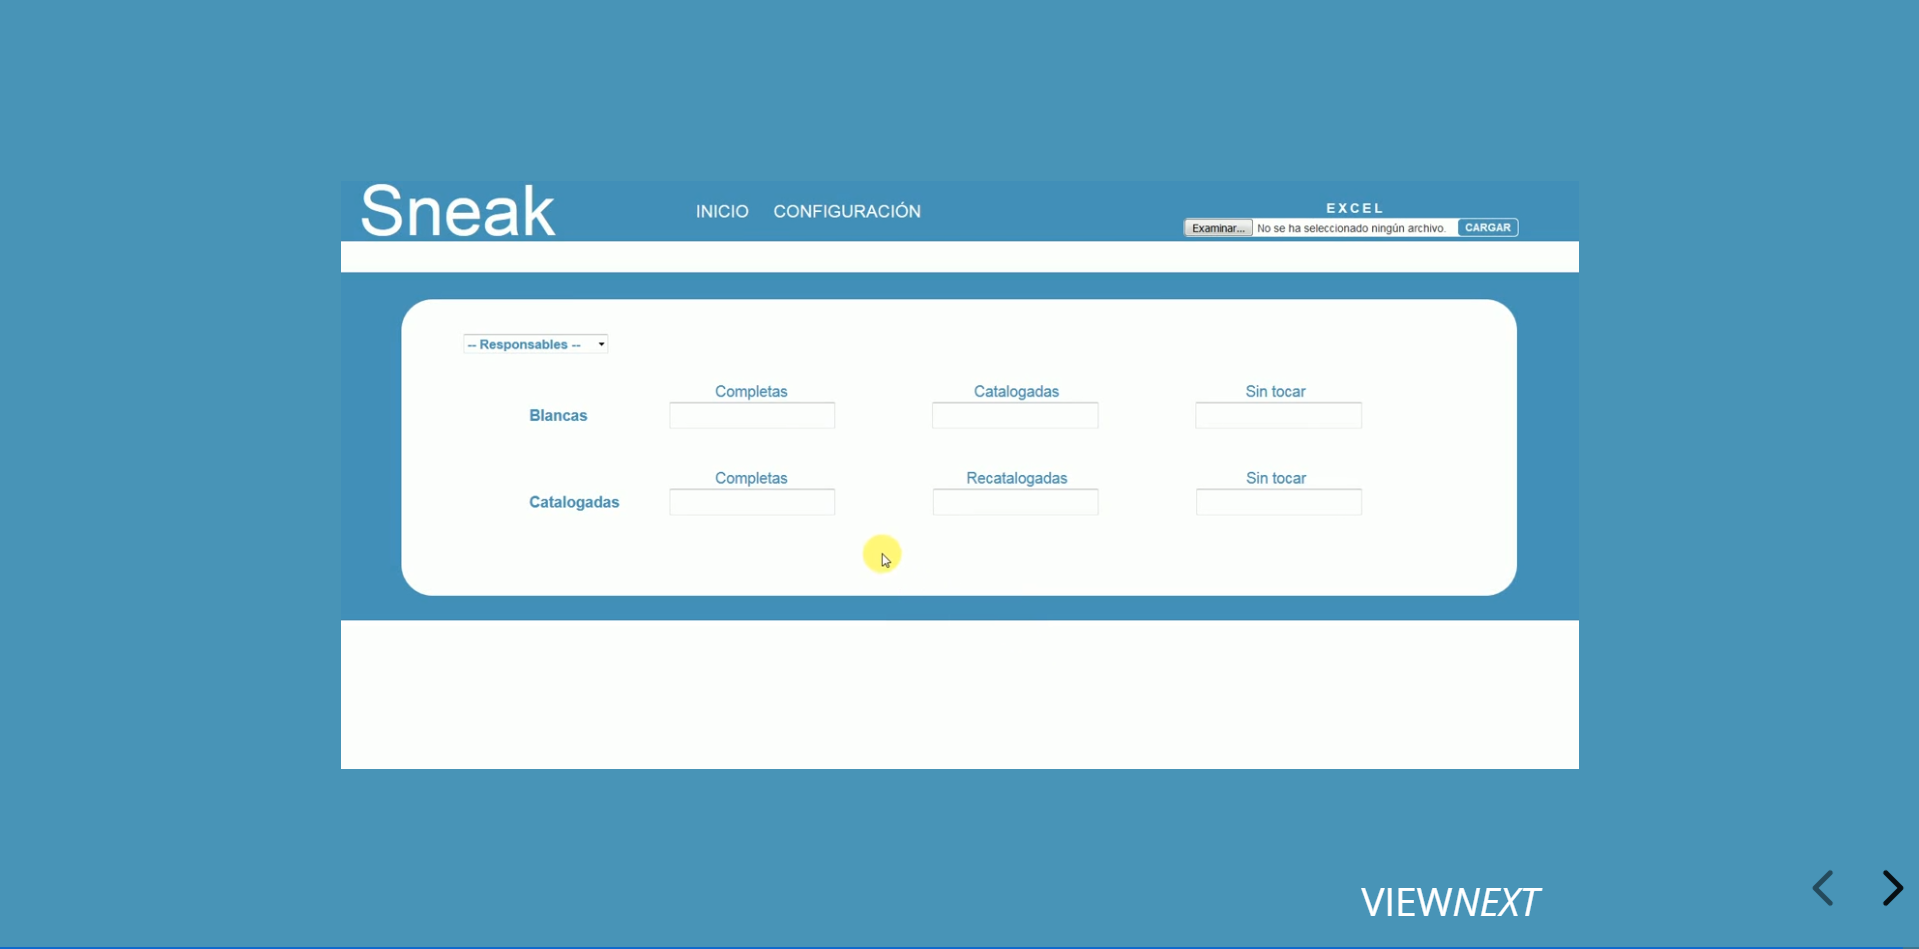 Sneak
INICIO CONFIGURACIÓN
EXCEL
Examinar... No se ha seleccionado ningún archivo. CARGAR
-- Responsables --
Completas Catalogadas Sin tocar
Blancas
Completas Recatalogadas Sin tocar
Catalogadas
VIEWNEXT